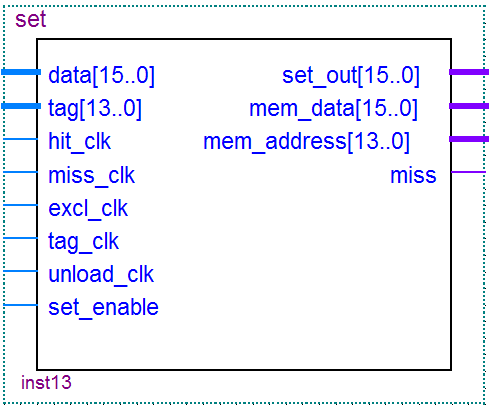 set
data[15..0] set_out[15..0]
tag[13..0] mem_data[15..0]
hit_clk mem_address[13..0]
miss_clk miss
excl_clk
tag_clk
unload_clk
set_enable
inst13